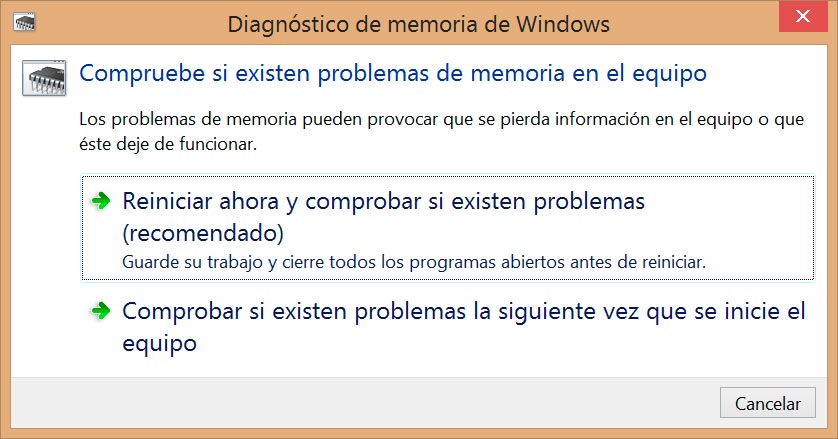 Diagnóstico de memoria de Windows
Compruebe si existen problemas de memoria en el equipo
Los problemas de memoria pueden provocar que se pierda información en el equipo o que
éste deje de funcionar.
Reiniciar ahora y comprobar si existen problemas
(recomendado)
Guarde su trabajo y cierre todos los programas abiertos antes de reiniciar.
Comprobar si existen problemas la siguiente vez que se inicie el
equipo
Cancelar